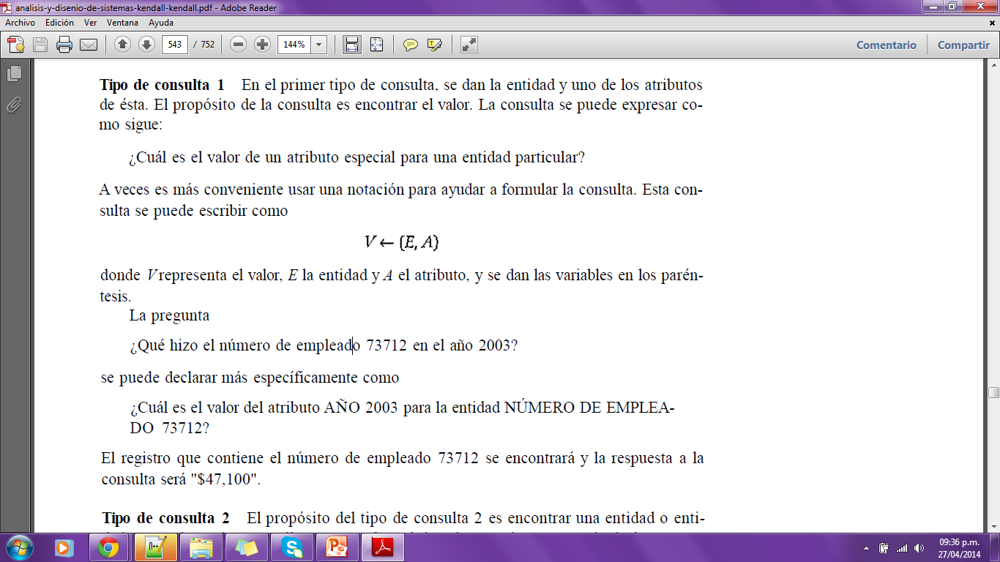 analisis-y-disenio-de-sistemas-kendall-kendall.pdf - Adobe Reader
Archivo Edición Ver Ventana Ayuda
543 / 752 144% Comentario Compartir
Tipo de consulta 1 En el primer tipo de consulta, se dan la entidad y uno de los atributos
de ésta. El propósito de la consulta es encontrar el valor. La consulta se puede expresar co-
mo sigue:
¿Cuál es el valor de un atributo especial para una entidad particular?
A veces es más conveniente usar una notación para ayudar a formular la consulta. Esta con-
sulta se puede escribir como
V ← (E, A)
donde V representa el valor, E la entidad y A el atributo, y se dan las variables en los parén-
tesis.
La pregunta
¿Qué hizo el número de empleado 73712 en el año 2003?
se puede declarar más específicamente como
¿Cuál es el valor del atributo AÑO 2003 para la entidad NÚMERO DE EMPLEA-
DO 73712?
El registro que contiene el número de empleado 73712 se encontrará y la respuesta a la
consulta será "$47,100".
Tipo de consulta 2 El propósito del tipo de consulta 2 es encontrar una entidad o enti-
09:36 p.m.
27/04/2014